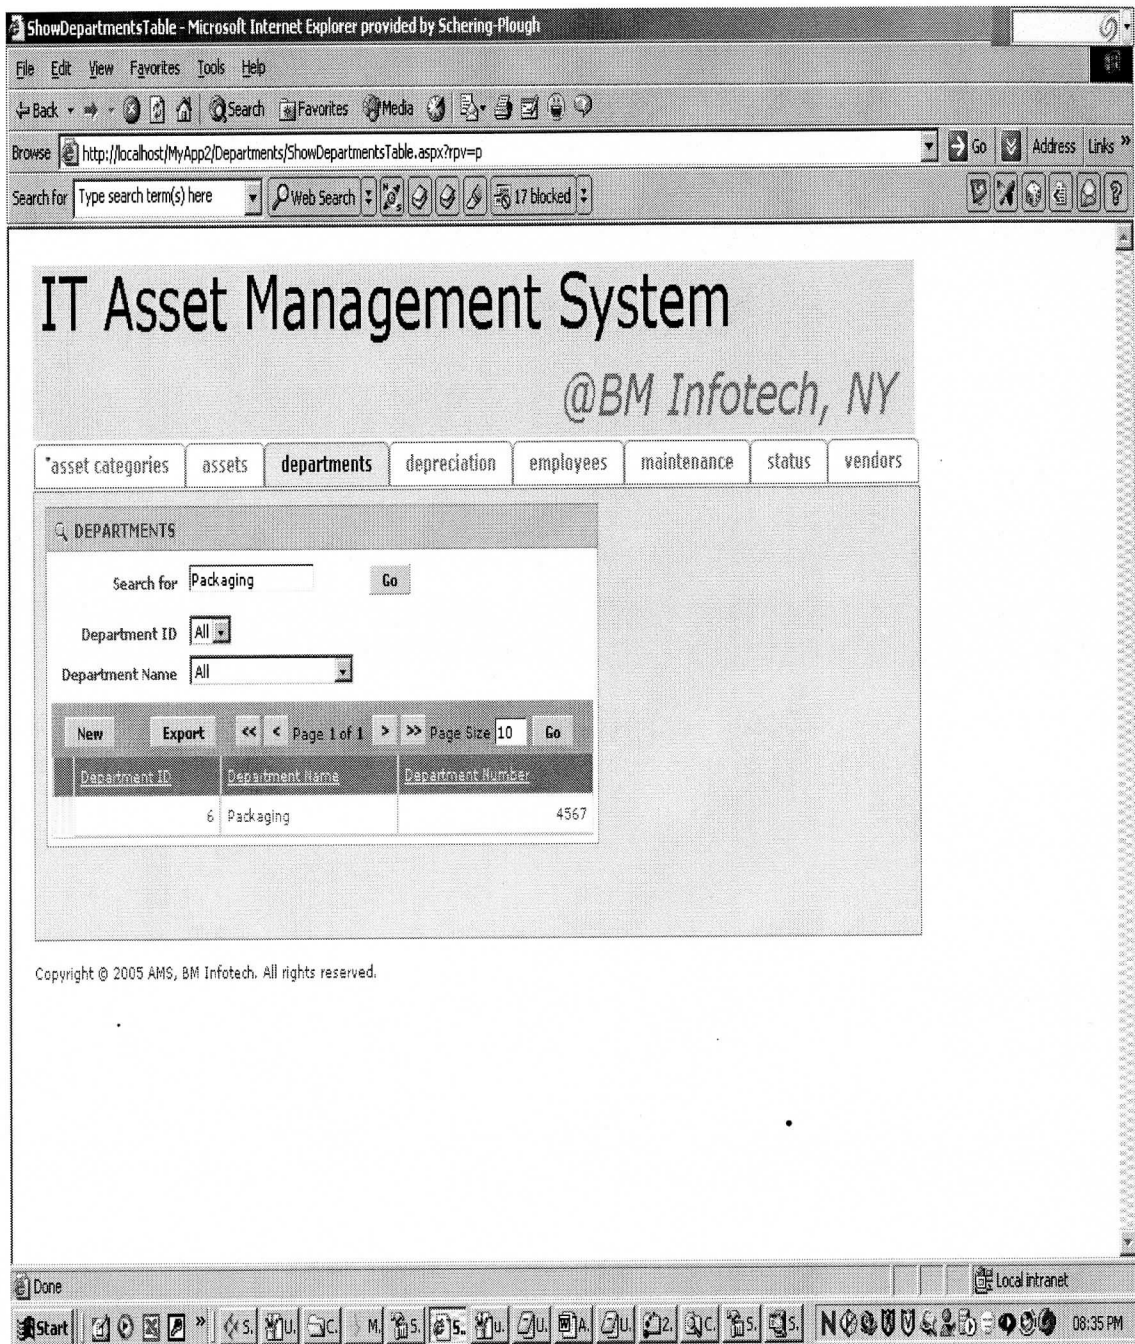 ShowDepartmentsTable - Microsoft Internet Explorer provided by Schering-Plough
File Edit View Favorites Tools Help
Back Search Favorites Media
Browse http://localhost/MyApp2/Departments/ShowDepartmentsTable.aspx?rpv=p Go Address Links »
Search for Type search term(s) here Web Search 17 blocked
IT Asset Management System
@BM Infotech, NY
asset categories assets departments depreciation employees maintenance status vendors
DEPARTMENTS
Search for Packaging Go
Department ID All
Department Name All
New Export << < Page 1 of 1 > >> Page Size 10 Go
Department ID Department Name Department Number
6 Packaging 4567
Copyright © 2005 AMS, BM Infotech. All rights reserved.
Done Local intranet
Start » S. U. C. M, S. S. U. U. A. U. 2. C. S. S. N 08:35 PM